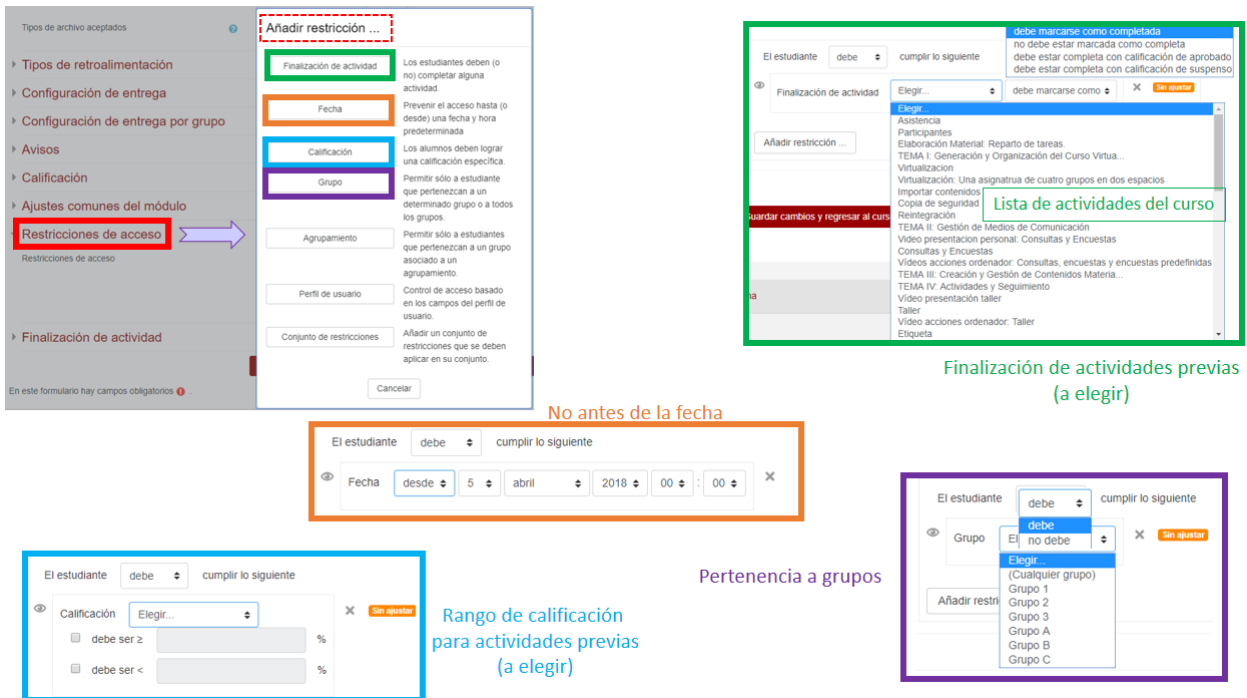 Tipos de archivo aceptados
Tipos de retroalimentación
Configuración de entrega
Configuración de entrega por grupo
Avisos
Calificación
Ajustes comunes del módulo
Restricciones de acceso
Restricciones de acceso
Finalización de actividad
En este formulario hay campos obligatorios
Añadir restricción ...
Finalización de actividad
Los estudiantes deben (o
no) completar alguna
actividad.
Fecha
Prevenir el acceso hasta (o
desde) una fecha y hora
predeterminada
Calificación
Los alumnos deben lograr
una calificación específica.
Grupo
Permitir sólo a estudiante
que pertenezcan a un
determinado grupo o a todos
los grupos.
Agrupamiento
Permitir sólo a estudiantes
que pertenezcan a un grupo
asociado a un
agrupamiento.
Perfil de usuario
Control de acceso basado
en los campos del perfil de
usuario.
Conjunto de restricciones
Añadir un conjunto de
restricciones que se deben
aplicar en su conjunto.
Cancelar
debe marcarse como completada
no debe estar marcada como completa
debe estar completa con calificación de aprobado
debe estar completa con calificación de suspenso
El estudiante debe cumplir lo siguiente
Finalización de actividad Elegir... debe marcarse como Sin ajustar
Añadir restricción ...
Guardar cambios y regresar al curs
na
Elegir...
Asistencia
Participantes
Elaboración Material: Reparto de tareas.
TEMA I: Generación y Organización del Curso Virtua...
Virtualizacion
Virtualización: Una asignatrua de cuatro grupos en dos espacios
Importar contenidos
Copia de seguridad
Reintegración
TEMA II: Gestión de Medios de Comunicación
Video presentacion personal: Consultas y Encuestas
Consultas y Encuestas
Vídeos acciones ordenador: Consultas, encuestas y encuestas predefinidas
TEMA III: Creación y Gestión de Contenidos Materia...
TEMA IV: Actividades y Seguimiento
Vídeo presentación taller
Taller
Vídeo acciones ordenador: Taller
Etiqueta
Lista de actividades del curso
Finalización de actividades previas
(a elegir)
No antes de la fecha
El estudiante debe cumplir lo siguiente
Fecha desde 5 abril 2018 00 : 00
El estudiante debe cumplir lo siguiente
Calificación Elegir... Sin ajustar
debe ser ≥ %
debe ser < %
Rango de calificación
para actividades previas
(a elegir)
Pertenencia a grupos
El estudiante debe cumplir lo siguiente
debe
no debe
Grupo El Sin ajustar
Elegir...
(Cualquier grupo)
Grupo 1
Grupo 2
Grupo 3
Grupo A
Grupo B
Grupo C
Añadir restri